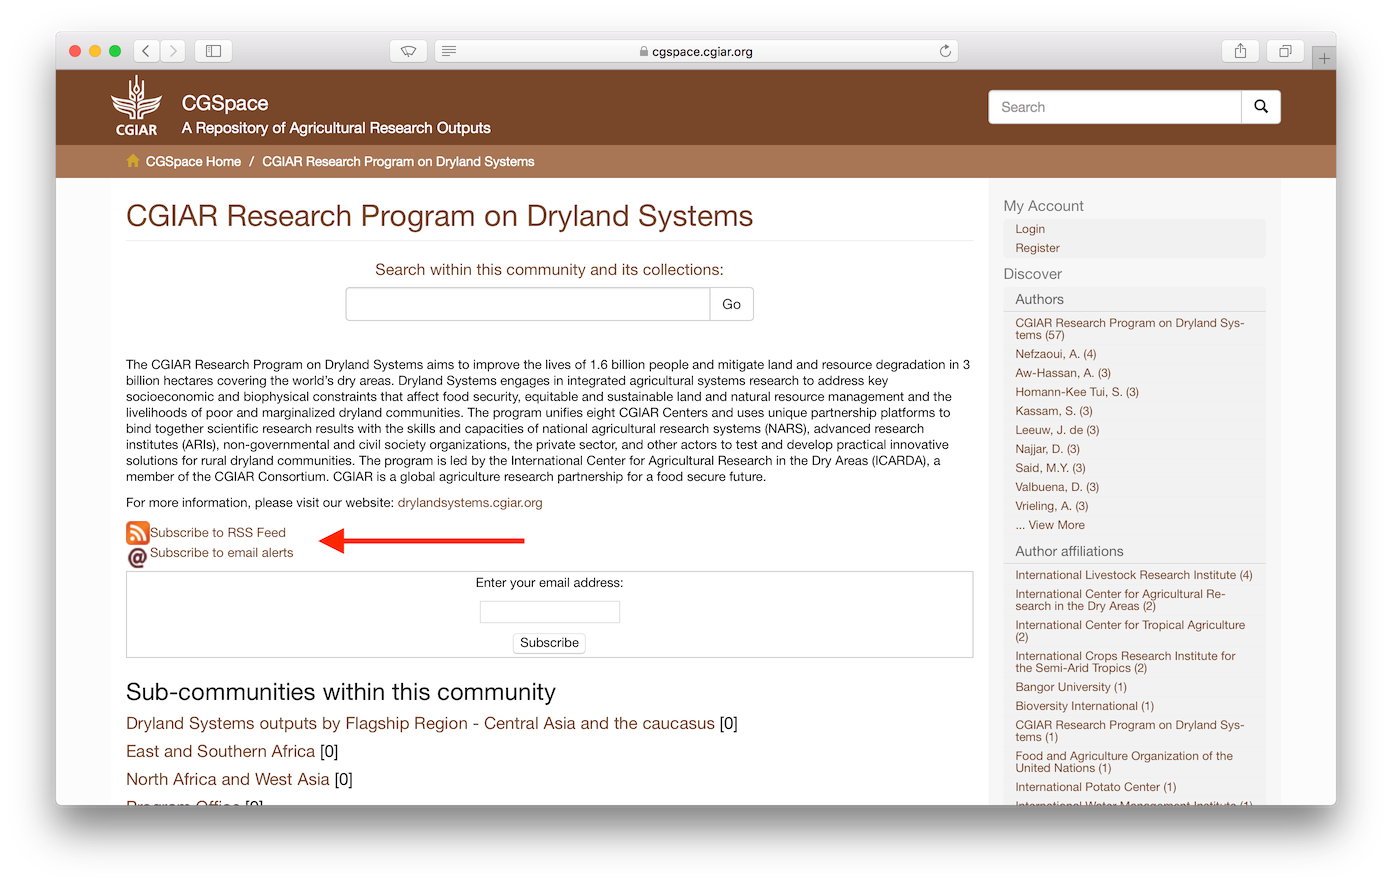 cgspace.cgiar.org
CGIAR
CGSpace
A Repository of Agricultural Research Outputs
Search
CGSpace Home / CGIAR Research Program on Dryland Systems
CGIAR Research Program on Dryland Systems
Search within this community and its collections:
Go
The CGIAR Research Program on Dryland Systems aims to improve the lives of 1.6 billion people and mitigate land and resource degradation in 3
billion hectares covering the world's dry areas. Dryland Systems engages in integrated agricultural systems research to address key
socioeconomic and biophysical constraints that affect food security, equitable and sustainable land and natural resource management and the
livelihoods of poor and marginalized dryland communities. The program unifies eight CGIAR Centers and uses unique partnership platforms to
bind together scientific research results with the skills and capacities of national agricultural research systems (NARS), advanced research
institutes (ARIs), non-governmental and civil society organizations, the private sector, and other actors to test and develop practical innovative
solutions for rural dryland communities. The program is led by the International Center for Agricultural Research in the Dry Areas (ICARDA), a
member of the CGIAR Consortium. CGIAR is a global agriculture research partnership for a food secure future.
For more information, please visit our website: drylandsystems.cgiar.org
Subscribe to RSS Feed
@ Subscribe to email alerts
Enter your email address:
Subscribe
Sub-communities within this community
Dryland Systems outputs by Flagship Region - Central Asia and the caucasus [0]
East and Southern Africa [0]
North Africa and West Asia [0]
Program Office [0]
My Account
Login
Register
Discover
Authors
CGIAR Research Program on Dryland Sys-
tems (57)
Nefzaoui, A. (4)
Aw-Hassan, A. (3)
Homann-Kee Tui, S. (3)
Kassam, S. (3)
Leeuw, J. de (3)
Najjar, D. (3)
Said, M.Y. (3)
Valbuena, D. (3)
Vrieling, A. (3)
... View More
Author affiliations
International Livestock Research Institute (4)
International Center for Agricultural Re-
search in the Dry Areas (2)
International Center for Tropical Agriculture
(2)
International Crops Research Institute for
the Semi-Arid Tropics (2)
Bangor University (1)
Bioversity International (1)
CGIAR Research Program on Dryland Sys-
tems (1)
Food and Agriculture Organization of the
United Nations (1)
International Potato Center (1)
International Water Management Institute (1)